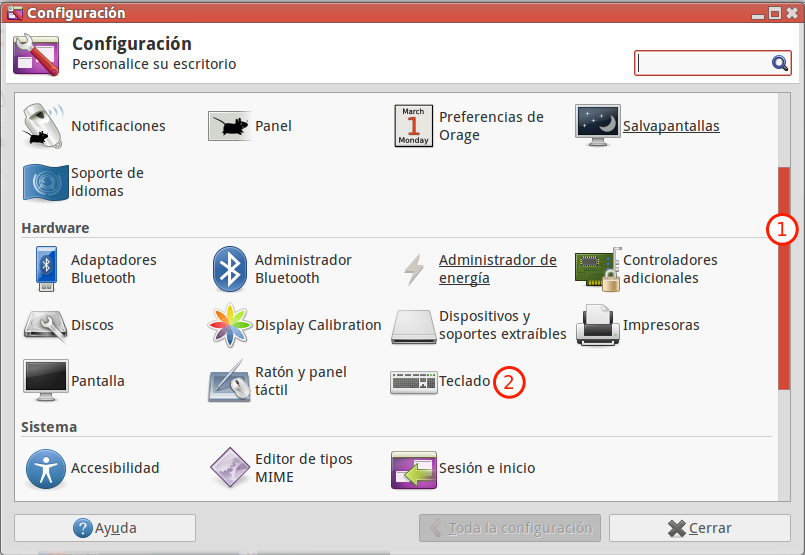 Configuración
Configuración
Personalice su escritorio
Notificaciones
Panel
March
1
Monday
Preferencias de
Orage
Salvapantallas
Soporte de
idiomas
Hardware
1
Adaptadores
Bluetooth
Administrador
Bluetooth
Administrador de
energía
Controladores
adicionales
Discos
Display Calibration
Dispositivos y
soportes extraíbles
Impresoras
Pantalla
Ratón y panel
táctil
Teclado
2
Sistema
Accesibilidad
Editor de tipos
MIME
Sesión e inicio
? Ayuda
Toda la configuración
Cerrar